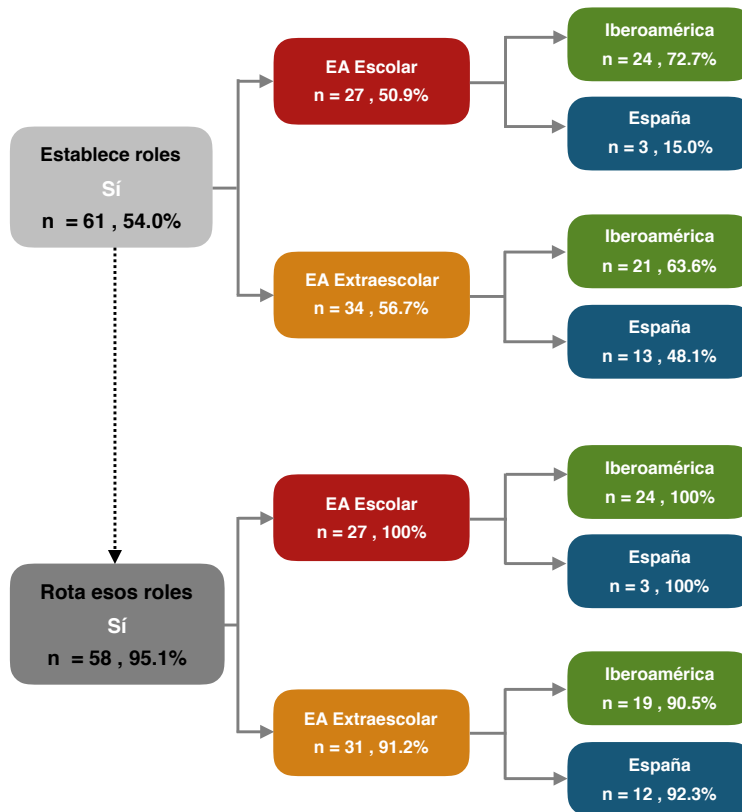 Establece roles
Sí
n = 61 , 54.0%
EA Escolar
n = 27 , 50.9%
Iberoamérica
n = 24 , 72.7%
España
n = 3 , 15.0%
EA Extraescolar
n = 34 , 56.7%
Iberoamérica
n = 21 , 63.6%
España
n = 13 , 48.1%
Rota esos roles
Sí
n = 58 , 95.1%
EA Escolar
n = 27 , 100%
Iberoamérica
n = 24 , 100%
España
n = 3 , 100%
EA Extraescolar
n = 31 , 91.2%
Iberoamérica
n = 19 , 90.5%
España
n = 12 , 92.3%